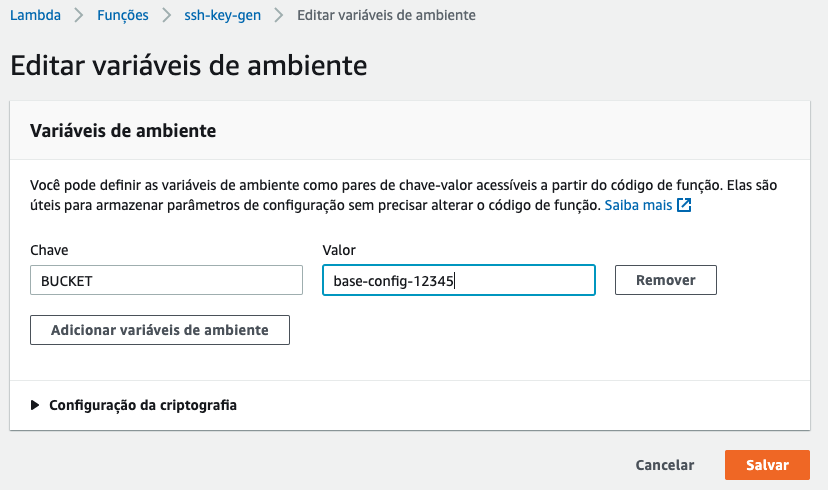 Lambda > Funções > ssh-key-gen > Editar variáveis de ambiente
Editar variáveis de ambiente
Variáveis de ambiente
Você pode definir as variáveis de ambiente como pares de chave-valor acessíveis a partir do código de função. Elas são
úteis para armazenar parâmetros de configuração sem precisar alterar o código de função. Saiba mais
Chave Valor
BUCKET base-config-12345 Remover
Adicionar variáveis de ambiente
Configuração da criptografia
Cancelar Salvar